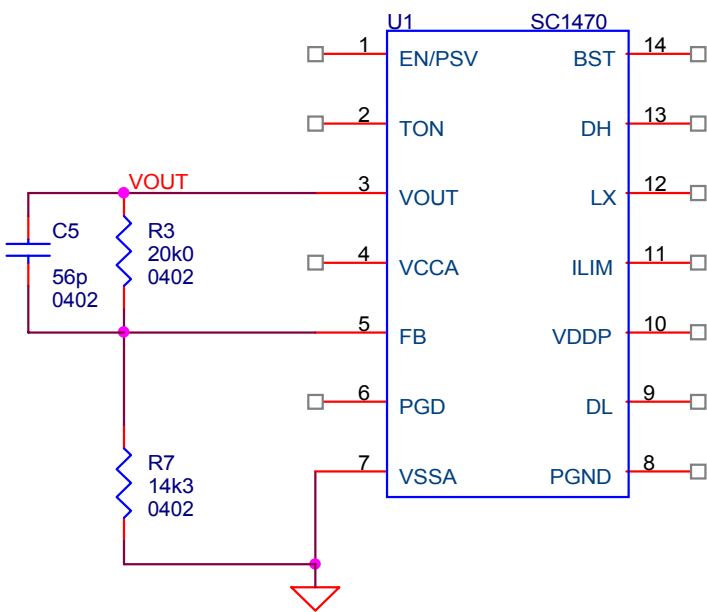 U1 SC1470
1 EN/PSV BST 14
2 TON DH 13
VOUT
3 VOUT LX 12
C5
56p
0402
R3
20k0
0402
4 VCCA ILIM 11
5 FB VDDP 10
6 PGD DL 9
R7
14k3
0402
7 VSSA PGND 8